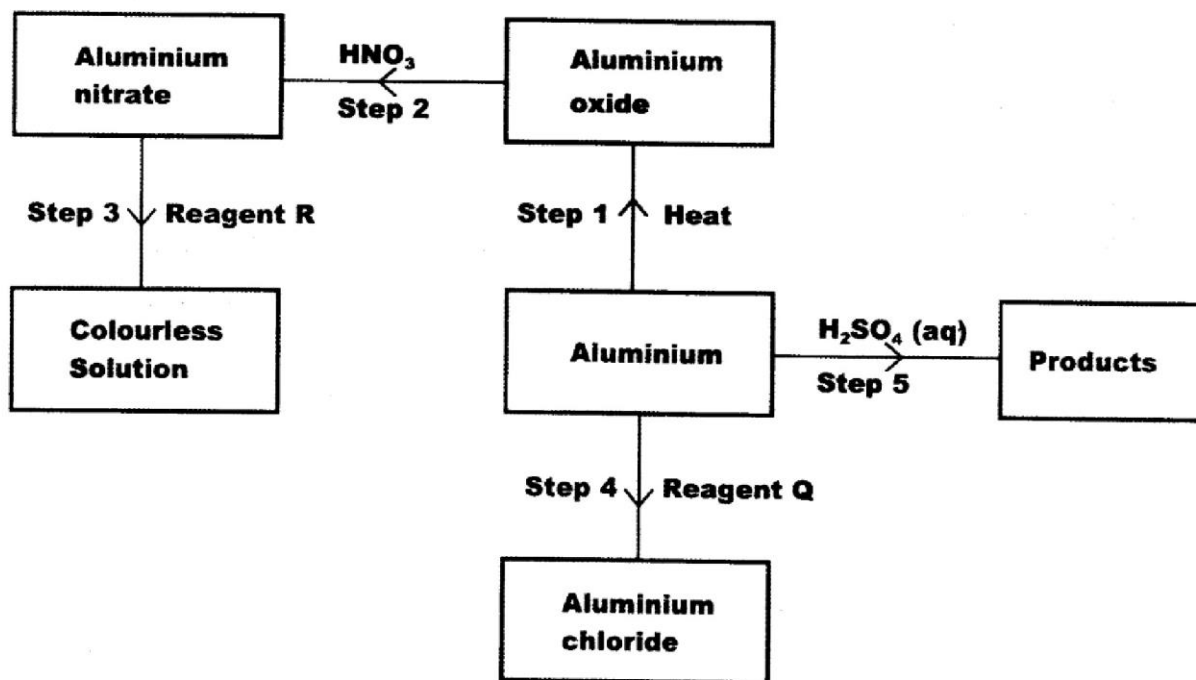 Aluminium
nitrate
HNO₃
Step 2
Aluminium
oxide
Step 3
Reagent R
Step 1
Heat
Colourless
Solution
Aluminium
H₂SO₄ (aq)
Step 5
Products
Step 4
Reagent Q
Aluminium
chloride